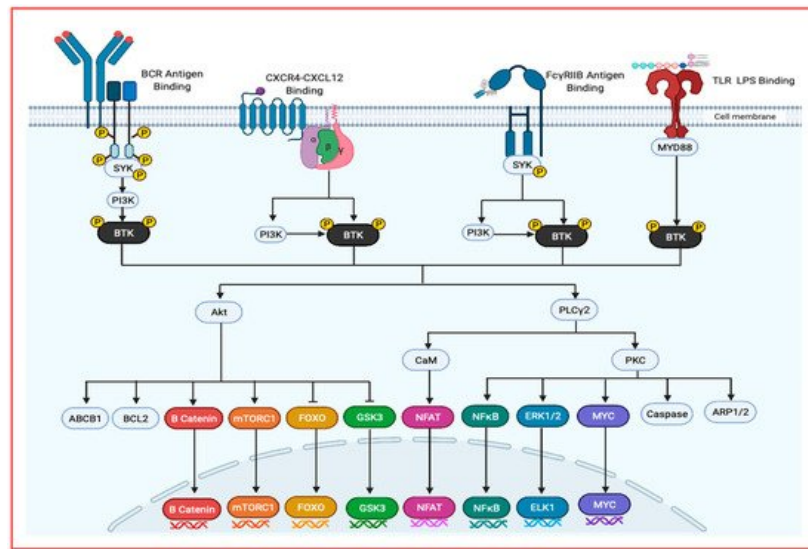 BCR Antigen
Binding
CXCR4-CXCL12
Binding
FcγRIIB Antigen
Binding
TLR LPS Binding
Cell membrane
P
P
P
P
P
SYK
α
β
γ
SYK
P
MYD88
PI3K
P
P
BTK
PI3K
P
P
BTK
PI3K
P
P
BTK
P
P
BTK
Akt
PLCγ2
CaM
PKC
ABCB1
BCL2
B Catenin
mTORC1
FOXO
GSK3
NFAT
NFκB
ERK1/2
MYC
Caspase
ARP1/2
B Catenin
mTORC1
FOXO
GSK3
NFAT
NFκB
ELK1
MYC